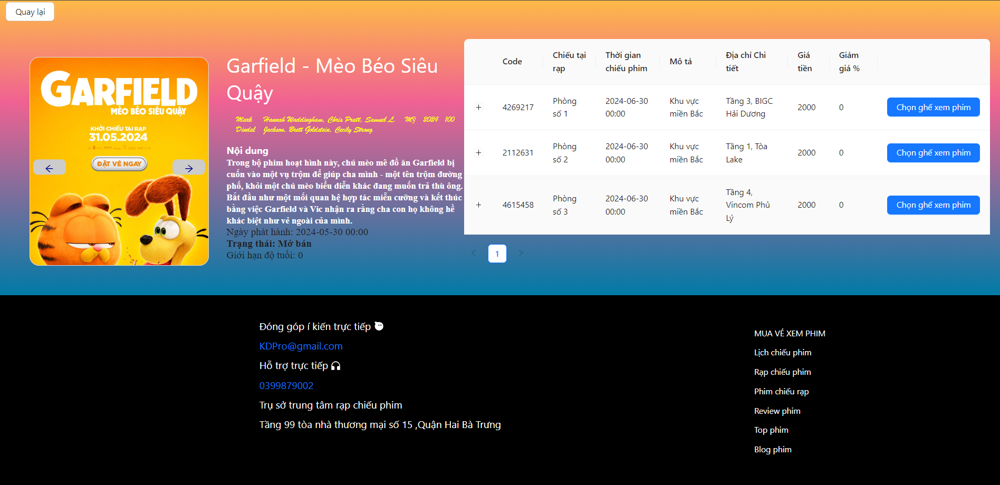 Quay lại
GARFIELD
MÈO BÉO SIÊU QUẬY
KHỞI CHIẾU TẠI RẠP
31.05.2024
ĐẶT VÉ NGAY
Garfield - Mèo Béo Siêu
Quậy
Mark Hannah Waddingham, Chris Pratt, Samuel L. Mỹ 2024 100
Dindal Jackson, Brett Goldstein, Cecily Strong
Nội dung
Trong bộ phim hoạt hình này, chú mèo mê đồ ăn Garfield bị
cuốn vào một vụ trộm để giúp cha mình - một tên trộm đường
phố, khỏi một chú mèo biểu diễn khác đang muốn trả thù ông.
Bắt đầu như một mối quan hệ hợp tác miễn cưỡng và kết thúc
bằng việc Garfield và Vic nhận ra rằng cha con họ không hề
khác biệt như vẻ ngoài của mình.
Ngày phát hành: 2024-05-30 00:00
Trạng thái: Mở bán
Giới hạn độ tuổi: 0
Code Chiếu tại rạp Thời gian chiếu phim Mô tả Địa chỉ Chi tiết Giá tiền Giảm giá %
+ 4269217 Phòng số 1 2024-06-30 00:00 Khu vực miền Bắc Tầng 3, BIGC Hải Dương 2000 0 Chọn ghế xem phim
+ 2112631 Phòng số 2 2024-06-30 00:00 Khu vực miền Bắc Tầng 1, Tòa Lake 2000 0 Chọn ghế xem phim
+ 4615458 Phòng số 3 2024-06-30 00:00 Khu vực miền Bắc Tầng 4, Vincom Phủ Lý 2000 0 Chọn ghế xem phim
< 1 >
Đóng góp í kiến trực tiếp
KDPro@gmail.com
Hỗ trợ trực tiếp
0399879002
Trụ sở trung tâm rạp chiếu phim
Tầng 99 tòa nhà thương mại số 15 ,Quận Hai Bà Trưng
MUA VÉ XEM PHIM
Lịch chiếu phim
Rạp chiếu phim
Phim chiếu rạp
Review phim
Top phim
Blog phim